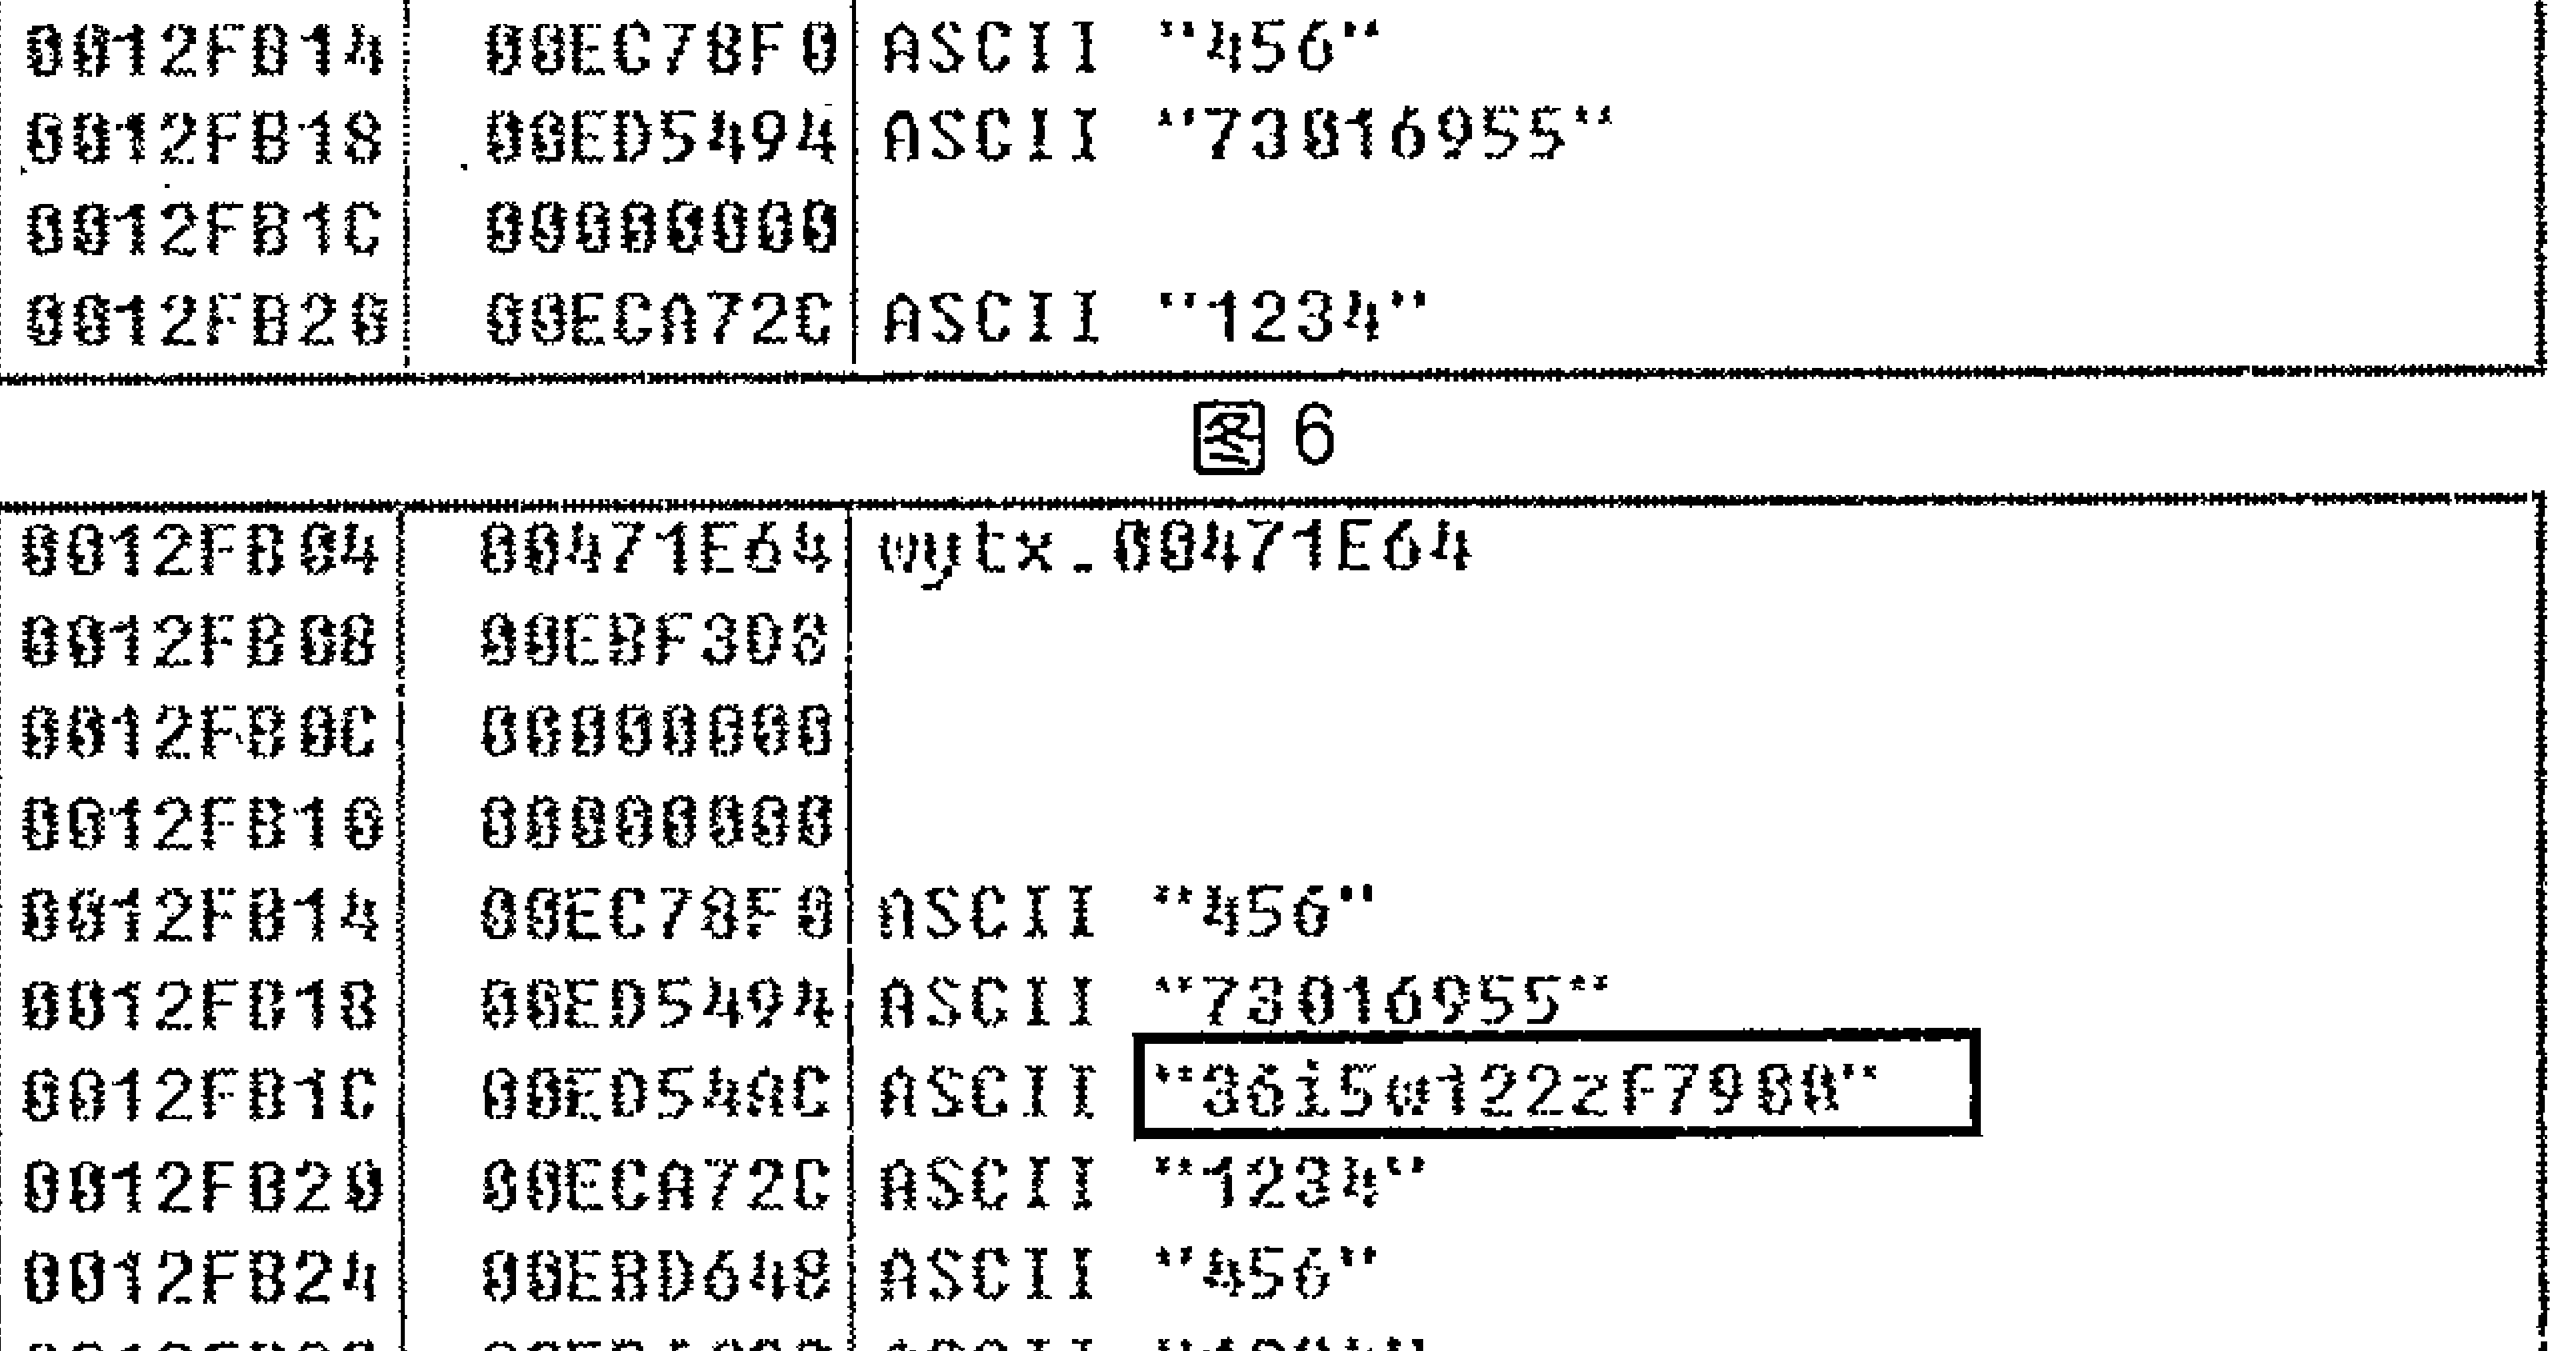 0012FB14 00EC78F0 ASCII "456"
0012FB18 00ED5494 ASCII "73016955"
0012FB1C 00000000
0012FB20 00ECA72C ASCII "1234"
图 6
0012FB04 00471E64 wytx.00471E64
0012FB08 00EBF3D8
0012FB0C 00000000
0012FB10 00000000
0012FB14 00EC78F0 ASCII "456"
0012FB18 00ED5494 ASCII "73016955"
0012FB1C 00ED54AC ASCII
0012FB20 00ECA72C ASCII "1234"
0012FB24 00EBD648 ASCII "456"